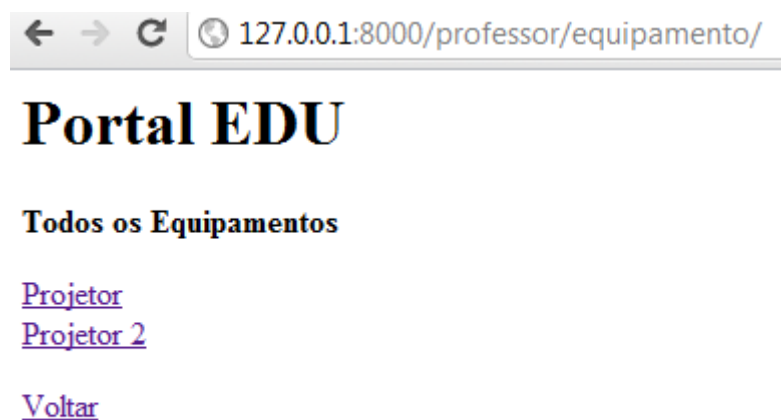 127.0.0.1:8000/professor/equipamento/
Portal EDU
Todos os Equipamentos
Projetor
Projetor 2
Voltar